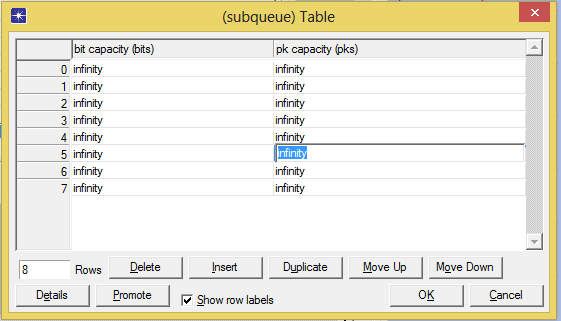 (subqueue) Table
bit capacity (bits) pk capacity (pks)
0 infinity infinity
1 infinity infinity
2 infinity infinity
3 infinity infinity
4 infinity infinity
5 infinity infinity
6 infinity infinity
7 infinity infinity
8 Rows Delete Insert Duplicate Move Up Move Down
Details Promote Show row labels OK Cancel